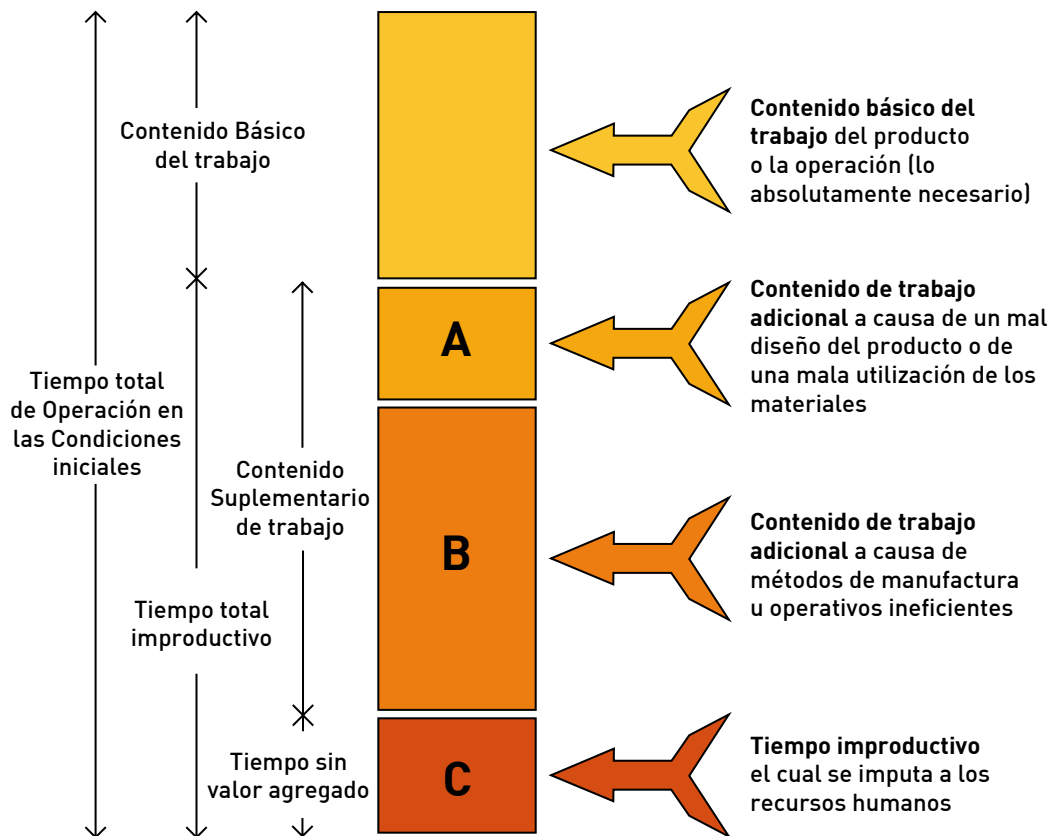 Contenido Básico
del trabajo
Tiempo total
de Operación en
las Condiciones
iniciales
Contenido
Suplementario
de trabajo
Tiempo total
improductivo
Tiempo sin
valor agregado
A
B
C
Contenido básico del
trabajo del producto
o la operación (lo
absolutamente necesario)
Contenido de trabajo
adicional a causa de un mal
diseño del producto o de
una mala utilización de los
materiales
Contenido de trabajo
adicional a causa de
métodos de manufactura
u operativos ineficientes
Tiempo improductivo
el cual se imputa a los
recursos humanos